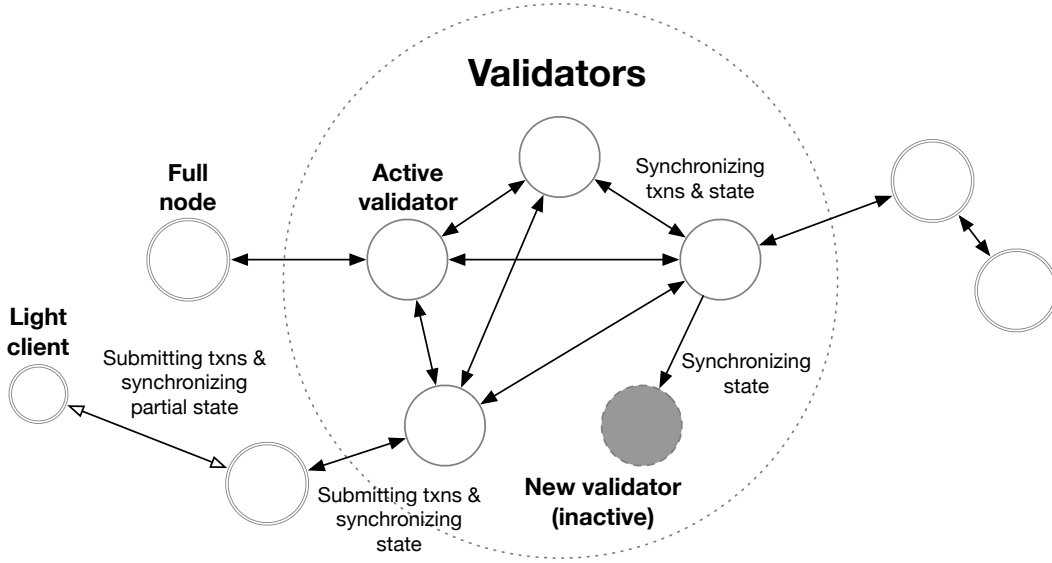 Validators
Full
node
Active
validator
Synchronizing
txns & state
Light
client
Submitting txns &
synchronizing
partial state
Synchronizing
state
New validator
(inactive)
Submitting txns &
synchronizing
state